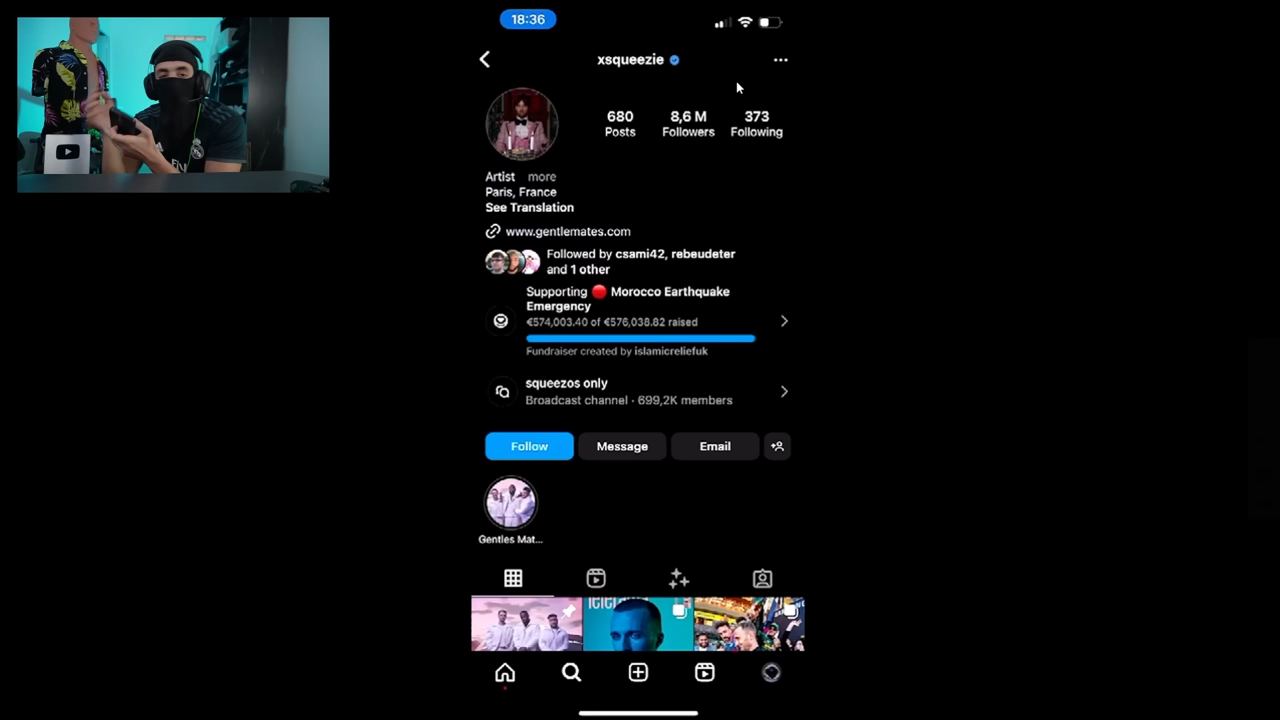 18:36
xsqueezie
680
Posts
8,6 M
Followers
373
Following
Artist more
Paris, France
See Translation
www.gentlemates.com
Followed by csami42, rebeudeter
and 1 other
Supporting 🔴 Morocco Earthquake
Emergency
€574,003.40 of €576,038.82 raised
Fundraiser created by islamicreliefuk
squeezos only
Broadcast channel · 699,2K members
Follow
Message
Email
Gentles Mat...